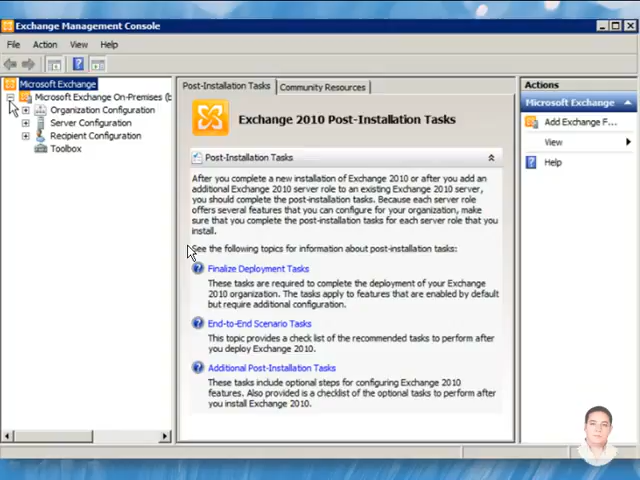 Exchange Management Console
File Action View Help
Microsoft Exchange
Microsoft Exchange On-Premises (
Organization Configuration
Server Configuration
Recipient Configuration
Toolbox
Post-Installation Tasks Community Resources
Exchange 2010 Post-Installation Tasks
Post-Installation Tasks
After you complete a new installation of Exchange 2010 or after you add an
additional Exchange 2010 server role to an existing Exchange 2010 server,
you should complete the post-installation tasks. Because each server role
offers several features that you can configure for your organization, make
sure that you complete the post-installation tasks for each server role that you
install.
See the following topics for information about post-installation tasks:
Finalize Deployment Tasks
These tasks are required to complete the deployment of your Exchange
2010 organization. The tasks apply to features that are enabled by default
but require additional configuration.
End-to-End Scenario Tasks
This topic provides a check list of the recommended tasks to perform after
you deploy Exchange 2010.
Additional Post-Installation Tasks
These tasks include optional steps for configuring Exchange 2010
features. Also provided is a checklist of the optional tasks to perform after
you install Exchange 2010.
Actions
Microsoft Exchange
Add Exchange F...
View
Help